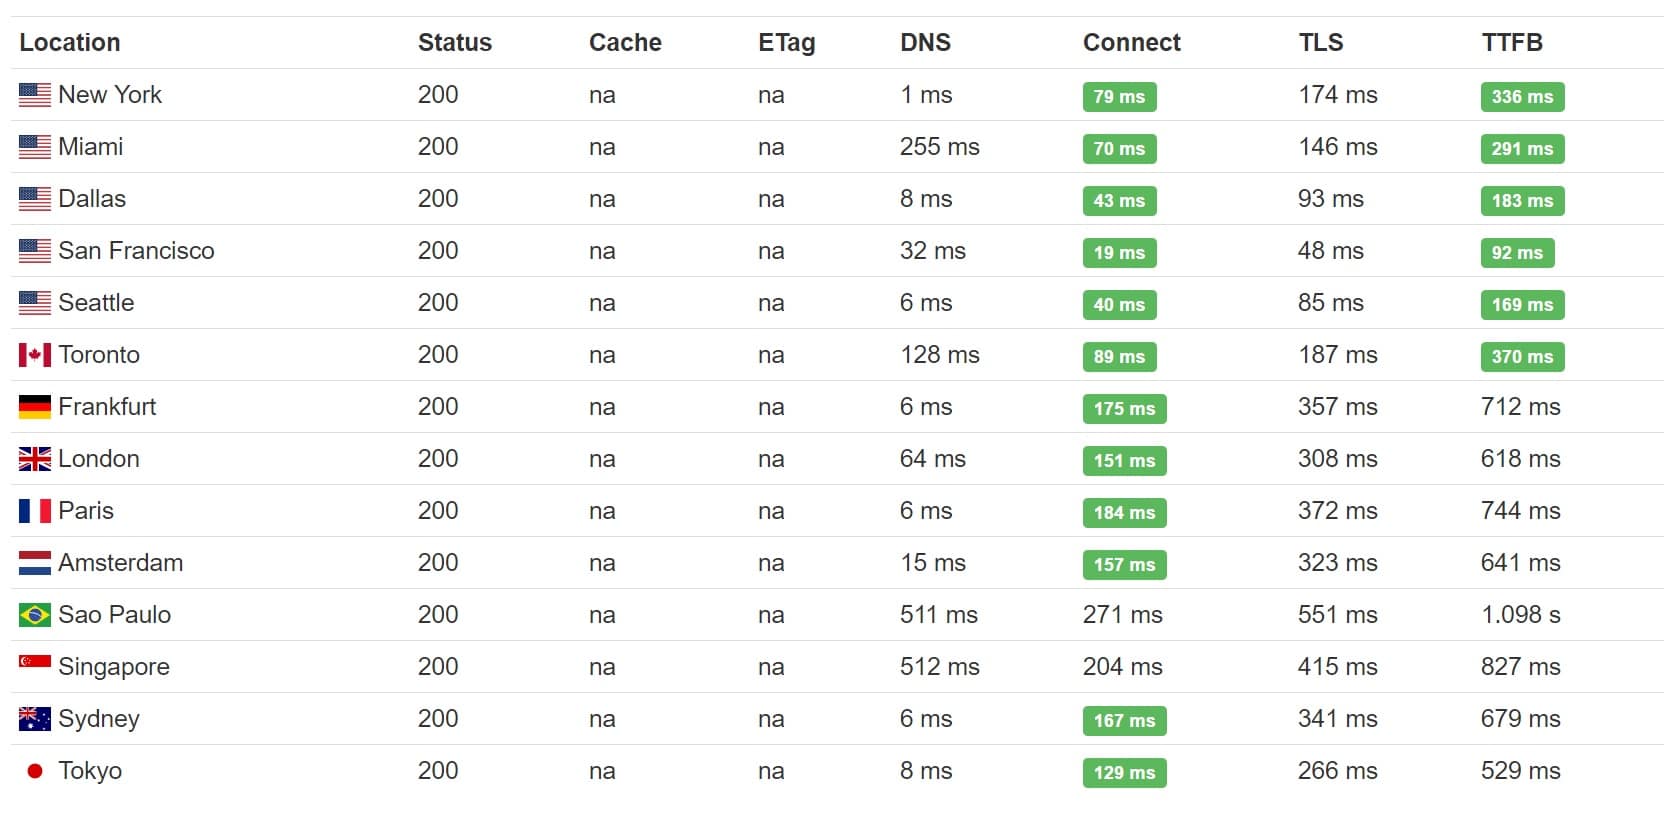 Location Status Cache ETag DNS Connect TLS TTFB
New York 200 na na 1 ms 79 ms 174 ms 336 ms
Miami 200 na na 255 ms 70 ms 146 ms 291 ms
Dallas 200 na na 8 ms 43 ms 93 ms 183 ms
San Francisco 200 na na 32 ms 19 ms 48 ms 92 ms
Seattle 200 na na 6 ms 40 ms 85 ms 169 ms
Toronto 200 na na 128 ms 89 ms 187 ms 370 ms
Frankfurt 200 na na 6 ms 175 ms 357 ms 712 ms
London 200 na na 64 ms 151 ms 308 ms 618 ms
Paris 200 na na 6 ms 184 ms 372 ms 744 ms
Amsterdam 200 na na 15 ms 157 ms 323 ms 641 ms
Sao Paulo 200 na na 511 ms 271 ms 551 ms 1.098 s
Singapore 200 na na 512 ms 204 ms 415 ms 827 ms
Sydney 200 na na 6 ms 167 ms 341 ms 679 ms
Tokyo 200 na na 8 ms 129 ms 266 ms 529 ms